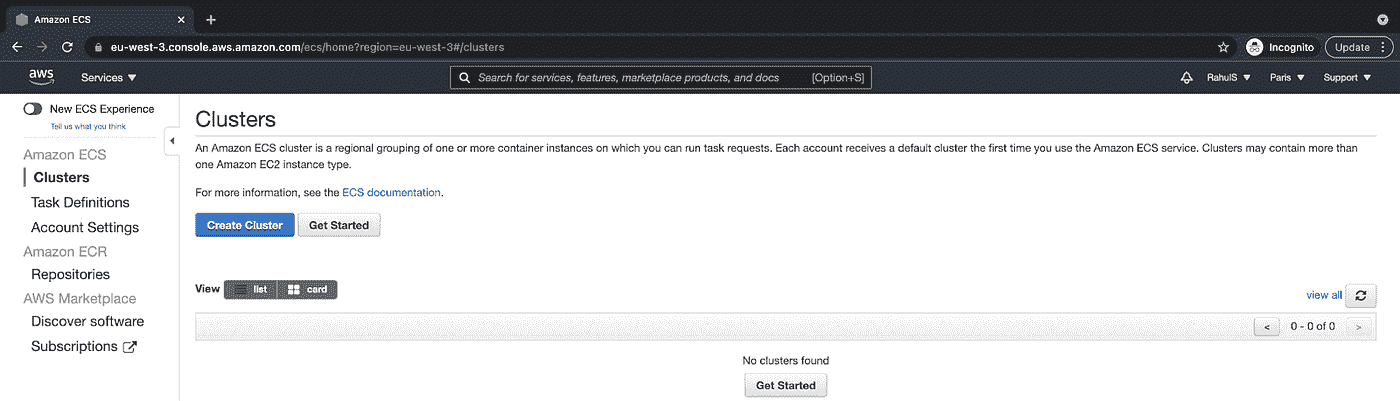 Amazon ECS
eu-west-3.console.aws.amazon.com/ecs/home?region=eu-west-3#/clusters
Incognito
Update
aws
Services
Search for services, features, marketplace products, and docs
[Option+S]
RahulS
Paris
Support
New ECS Experience
Tell us what you think
Amazon ECS
Clusters
Task Definitions
Account Settings
Amazon ECR
Repositories
AWS Marketplace
Discover software
Subscriptions
Clusters
An Amazon ECS cluster is a regional grouping of one or more container instances on which you can run task requests. Each account receives a default cluster the first time you use the Amazon ECS service. Clusters may contain more than
one Amazon EC2 instance type.
For more information, see the ECS documentation.
Create Cluster
Get Started
View
list
card
view all
0 - 0 of 0
No clusters found
Get Started